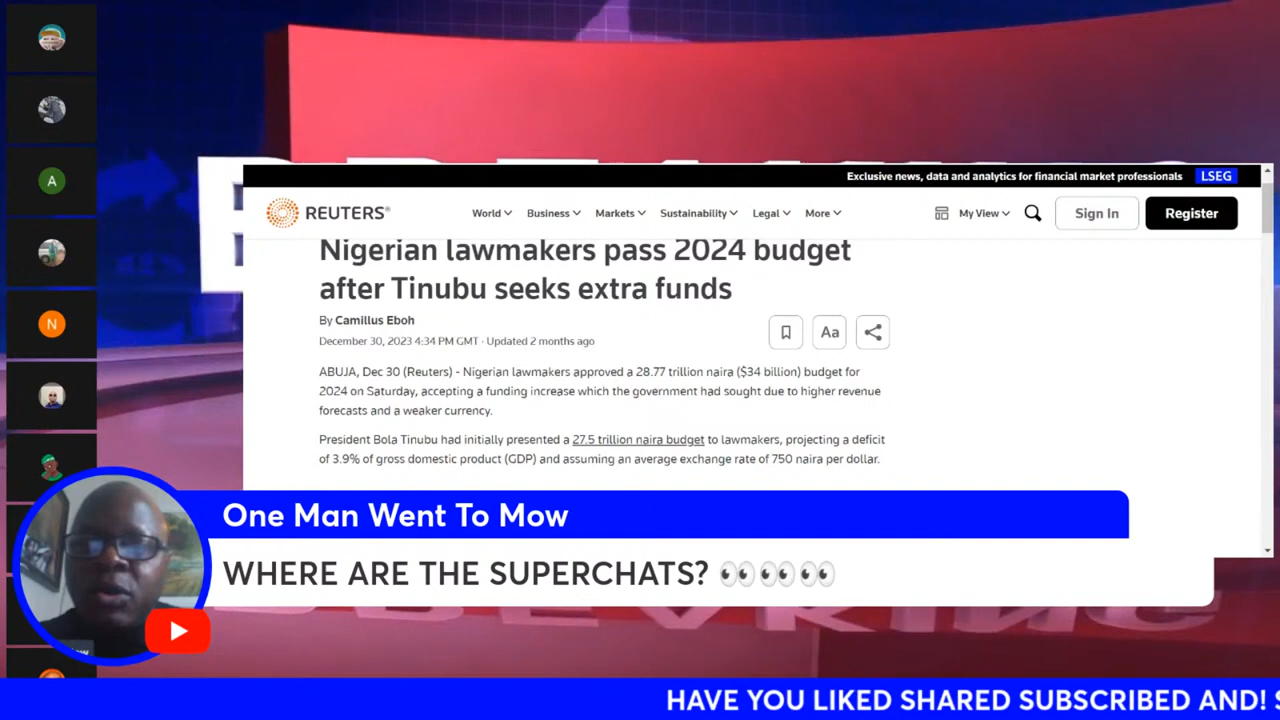 Exclusive news, data and analytics for financial market professionals LSEG
REUTERS®
World Business Markets Sustainability Legal More My View Sign In Register
A
Nigerian lawmakers pass 2024 budget
after Tinubu seeks extra funds
By Camillus Eboh
Aa
December 30, 2023 4:34 PM GMT · Updated 2 months ago
N
ABUJA, Dec 30 (Reuters) - Nigerian lawmakers approved a 28.77 trillion naira ($34 billion) budget for
2024 on Saturday, accepting a funding increase which the government had sought due to higher revenue
forecasts and a weaker currency.
President Bola Tinubu had initially presented a 27.5 trillion naira budget to lawmakers, projecting a deficit
of 3.9% of gross domestic product (GDP) and assuming an average exchange rate of 750 naira per dollar.
One Man Went To Mow
WHERE ARE THE SUPERCHATS? 👀👀👀
HAVE YOU LIKED SHARED SUBSCRIBED AND! S